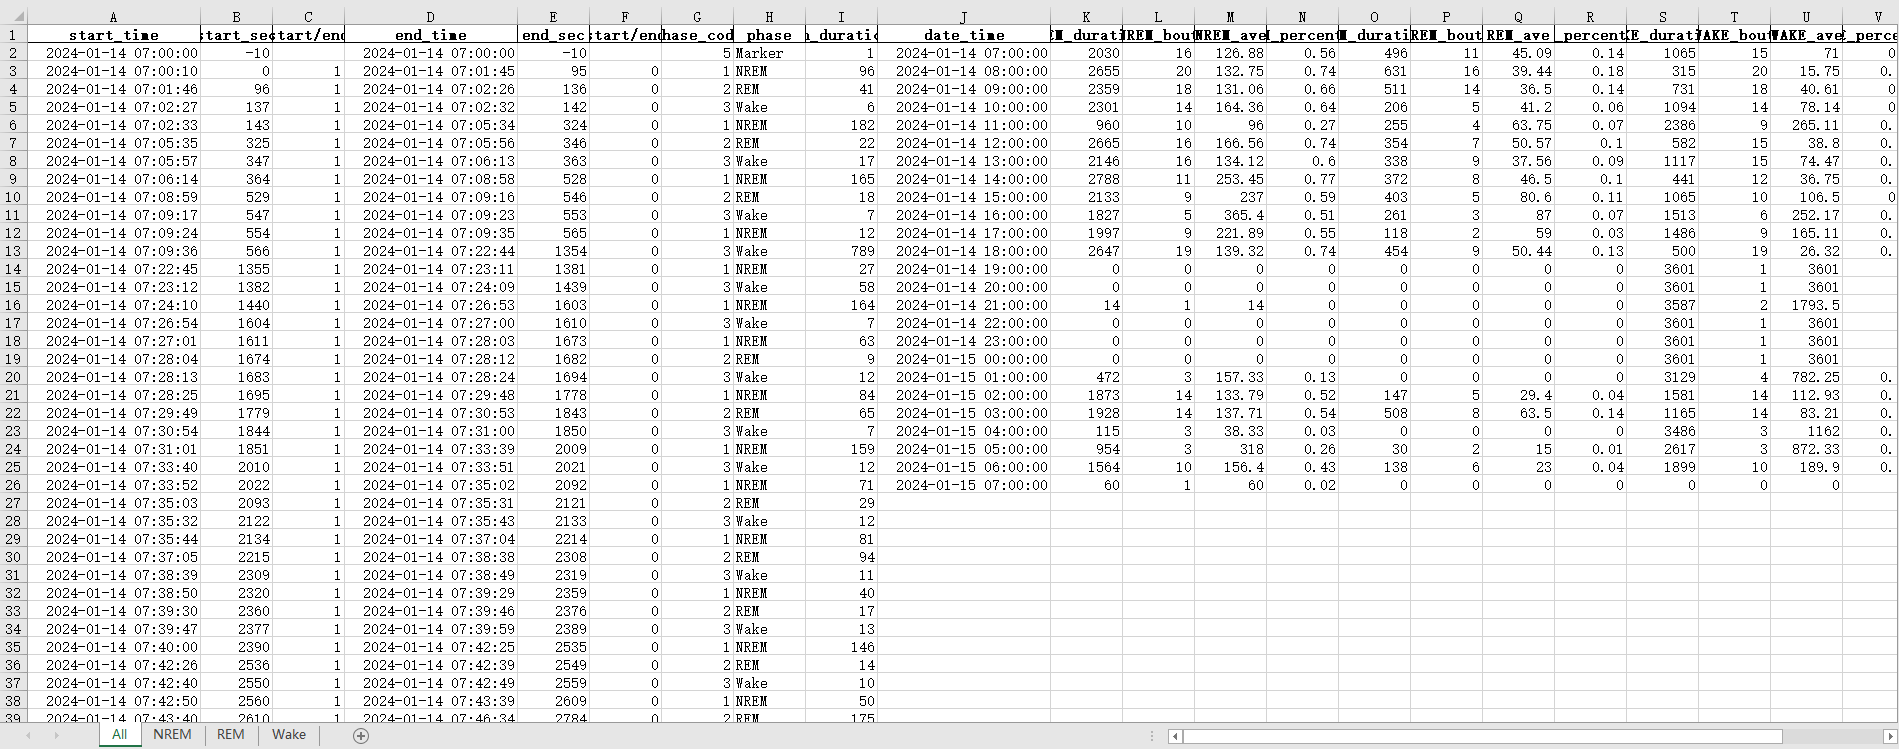 A B C D E F G H I J K L M N O P Q R S T U V
1 start_time start_sec start/end end_time end_sec start/end hase_cod phase _duratio date_time EM_durati NREM_bout NREM_ave _percent M_durati REM_bout REM_ave _percent KE_durati WAKE_bout WAKE_ave E_perce
2 2024-01-14 07:00:00 -10 2024-01-14 07:00:00 -10 5 Marker 1 2024-01-14 07:00:00 2030 16 126.88 0.56 496 11 45.09 0.14 1065 15 71 0
3 2024-01-14 07:00:10 0 1 2024-01-14 07:01:45 95 0 1 NREM 96 2024-01-14 08:00:00 2655 20 132.75 0.74 631 16 39.44 0.18 315 20 15.75 0.
4 2024-01-14 07:01:46 96 1 2024-01-14 07:02:26 136 0 2 REM 41 2024-01-14 09:00:00 2359 18 131.06 0.66 511 14 36.5 0.14 731 18 40.61 0
5 2024-01-14 07:02:27 137 1 2024-01-14 07:02:32 142 0 3 Wake 6 2024-01-14 10:00:00 2301 14 164.36 0.64 206 5 41.2 0.06 1094 14 78.14 0
6 2024-01-14 07:02:33 143 1 2024-01-14 07:05:34 324 0 1 NREM 182 2024-01-14 11:00:00 960 10 96 0.27 255 4 63.75 0.07 2386 9 265.11 0.
7 2024-01-14 07:05:35 325 1 2024-01-14 07:05:56 346 0 2 REM 22 2024-01-14 12:00:00 2665 16 166.56 0.74 354 7 50.57 0.1 582 15 38.8 0.
8 2024-01-14 07:05:57 347 1 2024-01-14 07:06:13 363 0 3 Wake 17 2024-01-14 13:00:00 2146 16 134.12 0.6 338 9 37.56 0.09 1117 15 74.47 0.
9 2024-01-14 07:06:14 364 1 2024-01-14 07:08:58 528 0 1 NREM 165 2024-01-14 14:00:00 2788 11 253.45 0.77 372 8 46.5 0.1 441 12 36.75 0.
10 2024-01-14 07:08:59 529 1 2024-01-14 07:09:16 546 0 2 REM 18 2024-01-14 15:00:00 2133 9 237 0.59 403 5 80.6 0.11 1065 10 106.5 0
11 2024-01-14 07:09:17 547 1 2024-01-14 07:09:23 553 0 3 Wake 7 2024-01-14 16:00:00 1827 5 365.4 0.51 261 3 87 0.07 1513 6 252.17 0.
12 2024-01-14 07:09:24 554 1 2024-01-14 07:09:35 565 0 1 NREM 12 2024-01-14 17:00:00 1997 9 221.89 0.55 118 2 59 0.03 1486 9 165.11 0.
13 2024-01-14 07:09:36 566 1 2024-01-14 07:22:44 1354 0 3 Wake 789 2024-01-14 18:00:00 2647 19 139.32 0.74 454 9 50.44 0.13 500 19 26.32 0.
14 2024-01-14 07:22:45 1355 1 2024-01-14 07:23:11 1381 0 1 NREM 27 2024-01-14 19:00:00 0 0 0 0 0 0 0 0 3601 1 3601
15 2024-01-14 07:23:12 1382 1 2024-01-14 07:24:09 1439 0 3 Wake 58 2024-01-14 20:00:00 0 0 0 0 0 0 0 0 3601 1 3601
16 2024-01-14 07:24:10 1440 1 2024-01-14 07:26:53 1603 0 1 NREM 164 2024-01-14 21:00:00 14 1 14 0 0 0 0 0 3587 2 1793.5
17 2024-01-14 07:26:54 1604 1 2024-01-14 07:27:00 1610 0 3 Wake 7 2024-01-14 22:00:00 0 0 0 0 0 0 0 0 3601 1 3601
18 2024-01-14 07:27:01 1611 1 2024-01-14 07:28:03 1673 0 1 NREM 63 2024-01-14 23:00:00 0 0 0 0 0 0 0 0 3601 1 3601
19 2024-01-14 07:28:04 1674 1 2024-01-14 07:28:12 1682 0 2 REM 9 2024-01-15 00:00:00 0 0 0 0 0 0 0 0 3601 1 3601
20 2024-01-14 07:28:13 1683 1 2024-01-14 07:28:24 1694 0 3 Wake 12 2024-01-15 01:00:00 472 3 157.33 0.13 0 0 0 0 3129 4 782.25 0.
21 2024-01-14 07:28:25 1695 1 2024-01-14 07:29:48 1778 0 1 NREM 84 2024-01-15 02:00:00 1873 14 133.79 0.52 147 5 29.4 0.04 1581 14 112.93 0.
22 2024-01-14 07:29:49 1779 1 2024-01-14 07:30:53 1843 0 2 REM 65 2024-01-15 03:00:00 1928 14 137.71 0.54 508 8 63.5 0.14 1165 14 83.21 0.
23 2024-01-14 07:30:54 1844 1 2024-01-14 07:31:00 1850 0 3 Wake 7 2024-01-15 04:00:00 115 3 38.33 0.03 0 0 0 0 3486 3 1162 0.
24 2024-01-14 07:31:01 1851 1 2024-01-14 07:33:39 2009 0 1 NREM 159 2024-01-15 05:00:00 954 3 318 0.26 30 2 15 0.01 2617 3 872.33 0.
25 2024-01-14 07:33:40 2010 1 2024-01-14 07:33:51 2021 0 3 Wake 12 2024-01-15 06:00:00 1564 10 156.4 0.43 138 6 23 0.04 1899 10 189.9 0.
26 2024-01-14 07:33:52 2022 1 2024-01-14 07:35:02 2092 0 1 NREM 71 2024-01-15 07:00:00 60 1 60 0.02 0 0 0 0 0 0 0
27 2024-01-14 07:35:03 2093 1 2024-01-14 07:35:31 2121 0 2 REM 29
28 2024-01-14 07:35:32 2122 1 2024-01-14 07:35:43 2133 0 3 Wake 12
29 2024-01-14 07:35:44 2134 1 2024-01-14 07:37:04 2214 0 1 NREM 81
30 2024-01-14 07:37:05 2215 1 2024-01-14 07:38:38 2308 0 2 REM 94
31 2024-01-14 07:38:39 2309 1 2024-01-14 07:38:49 2319 0 3 Wake 11
32 2024-01-14 07:38:50 2320 1 2024-01-14 07:39:29 2359 0 1 NREM 40
33 2024-01-14 07:39:30 2360 1 2024-01-14 07:39:46 2376 0 2 REM 17
34 2024-01-14 07:39:47 2377 1 2024-01-14 07:39:59 2389 0 3 Wake 13
35 2024-01-14 07:40:00 2390 1 2024-01-14 07:42:25 2535 0 1 NREM 146
36 2024-01-14 07:42:26 2536 1 2024-01-14 07:42:39 2549 0 2 REM 14
37 2024-01-14 07:42:40 2550 1 2024-01-14 07:42:49 2559 0 3 Wake 10
38 2024-01-14 07:42:50 2560 1 2024-01-14 07:43:39 2609 0 1 NREM 50
39 2024-01-14 07:43:40 2610 1 2024-01-14 07:46:34 2784 0 2 REM 175
All NREM REM Wake